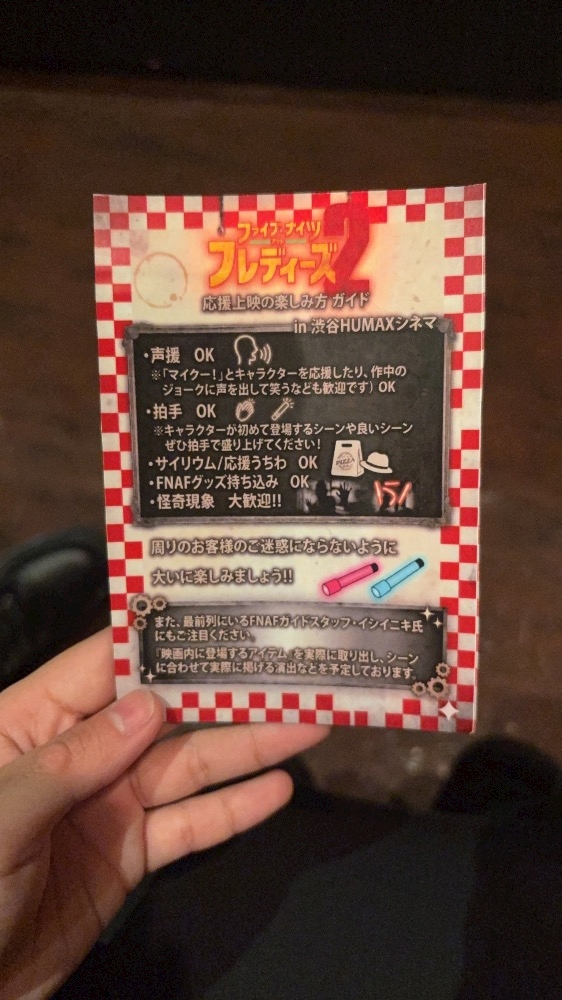 ファイブ・ナイツ
アット
フレディーズ2
応援上映の楽しみ方 ガイド
in 渋谷HUMAXシネマ
・声援 OK
※「マイクー!」とキャラクターを応援したり、作中の
ジョークに声を出して笑うなども歓迎です) OK
・拍手 OK
※キャラクターが初めて登場するシーンや良いシーン
ぜひ拍手で盛り上げてください!
・サイリウム/応援うちわ OK
PIZZA
・FNAFグッズ持ち込み OK
・怪奇現象 大歓迎!!
周りのお客様のご迷惑にならないように
大いに楽しみましょう!!
また、最前列にいるFNAFガイドスタッフ・イシイニキ氏
にもご注目ください。
『映画内に登場するアイテム』を実際に取り出し、シーン
に合わせて実際に掲げる演出などを予定しております。